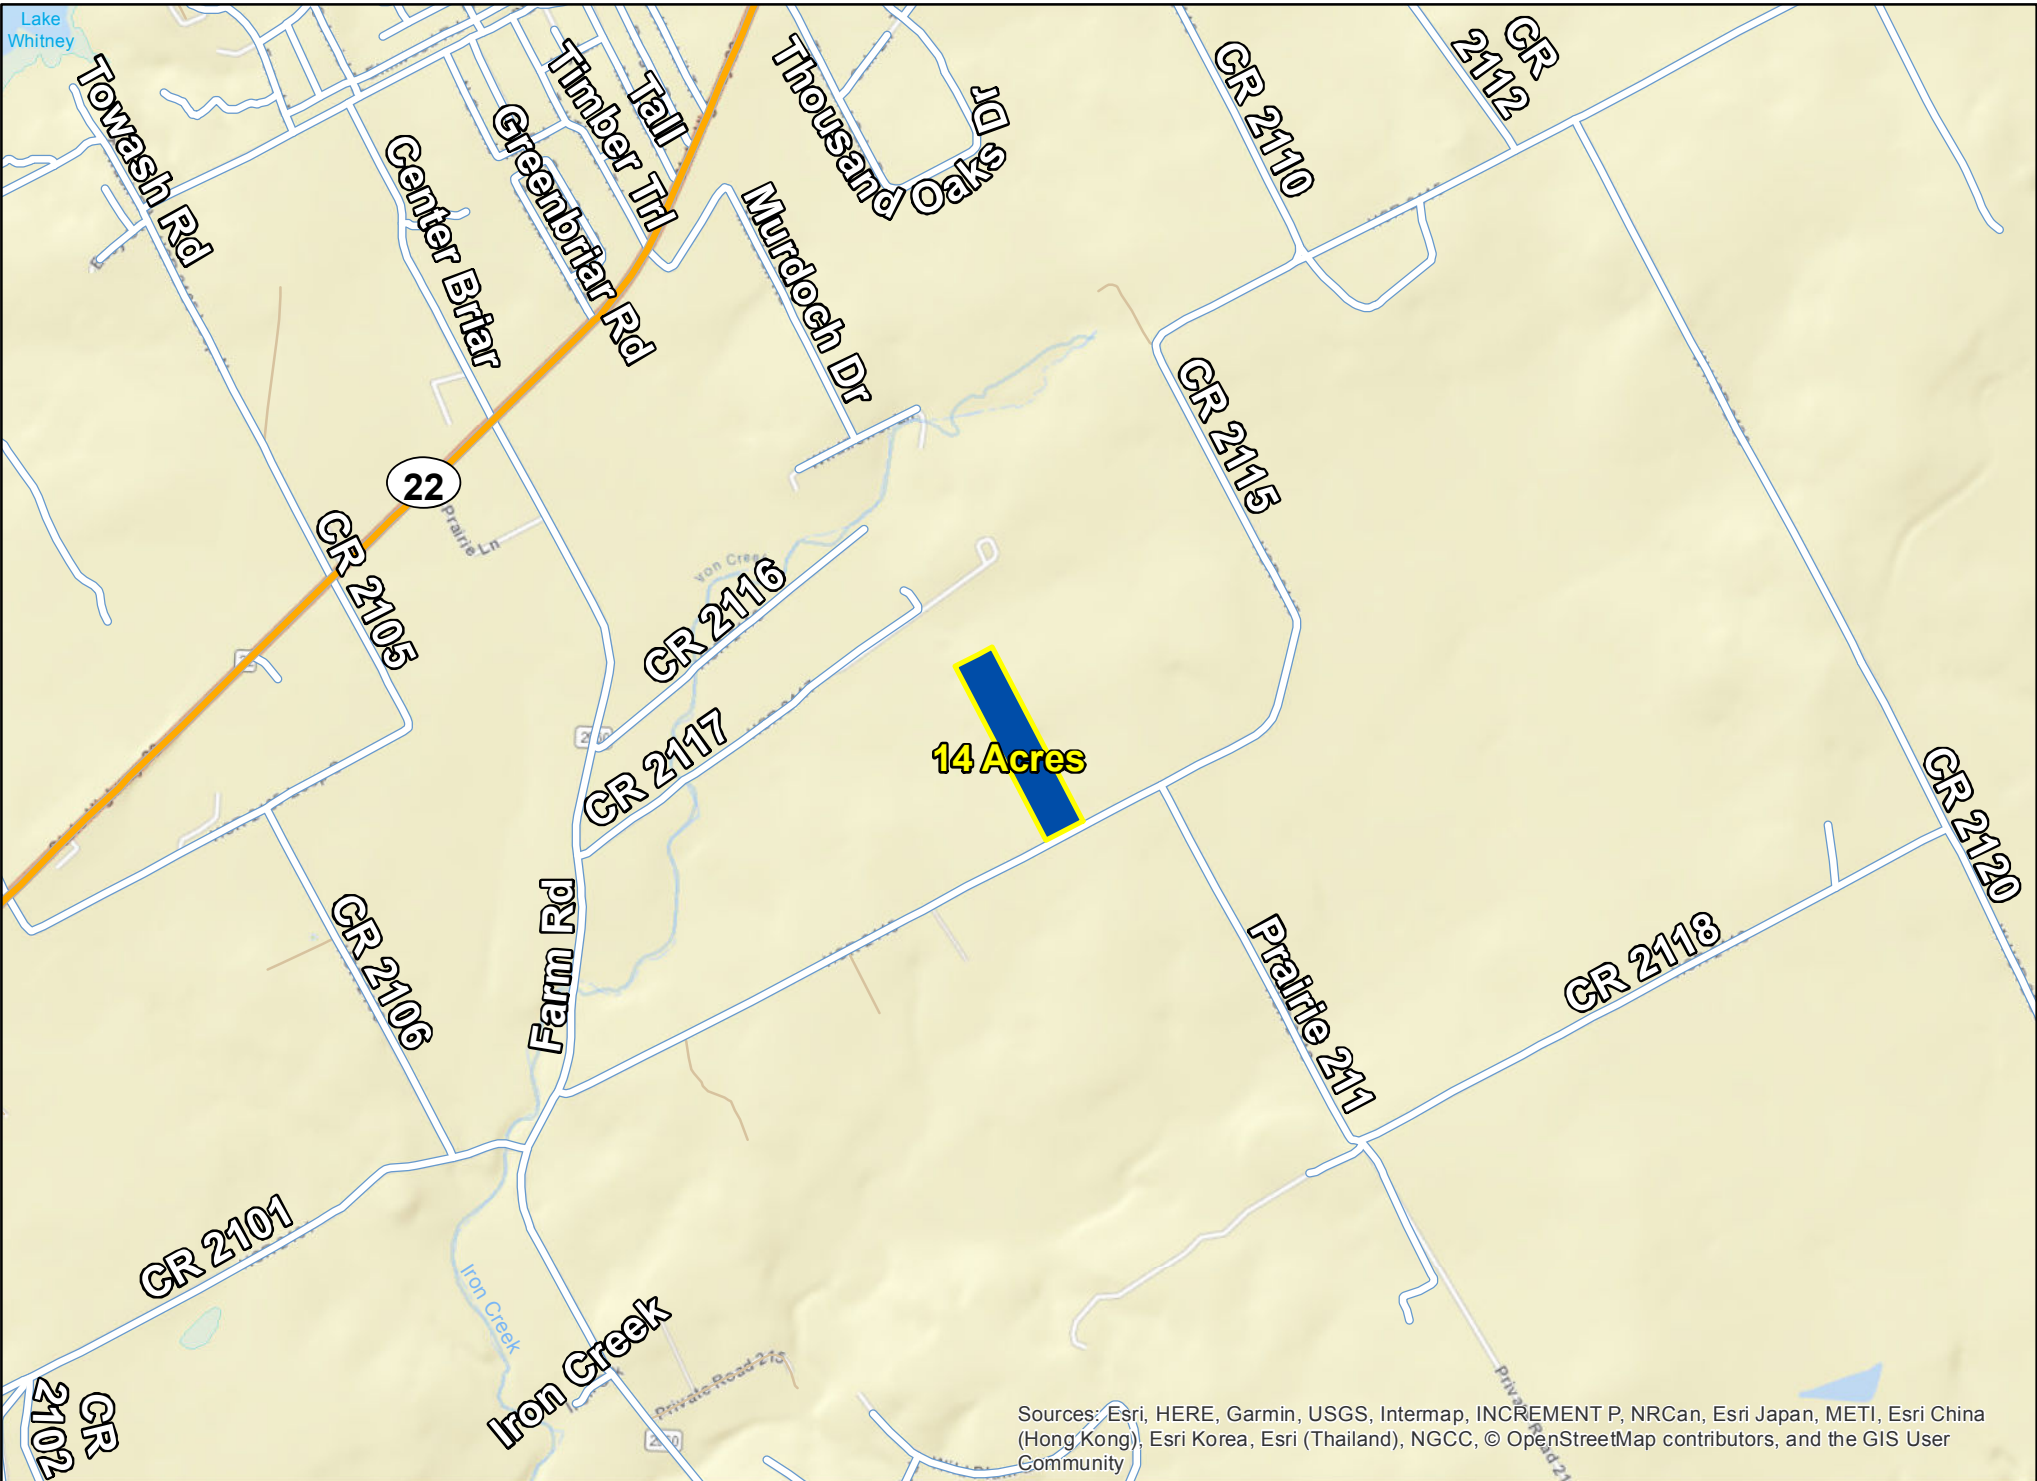 Lake
Whitney
Towash Rd
Center Briar
Greenbriar Rd
Timber Trl
Tall
Thousand Oaks Dr
Murdoch Dr
CR 2110
CR
2112
CR 2115
22
Prairie Ln
CR 2105
CR 2116
CR 2117
14 Acres
CR 2120
Farm Rd
CR 2106
Prairie 211
CR 2118
CR 2101
Iron Creek
Iron Creek
CR
2102
Sources: Esri, HERE, Garmin, USGS, Intermap, INCREMENT P, NRCan, Esri Japan, METI, Esri China
(Hong Kong), Esri Korea, Esri (Thailand), NGCC, © OpenStreetMap contributors, and the GIS User
Community